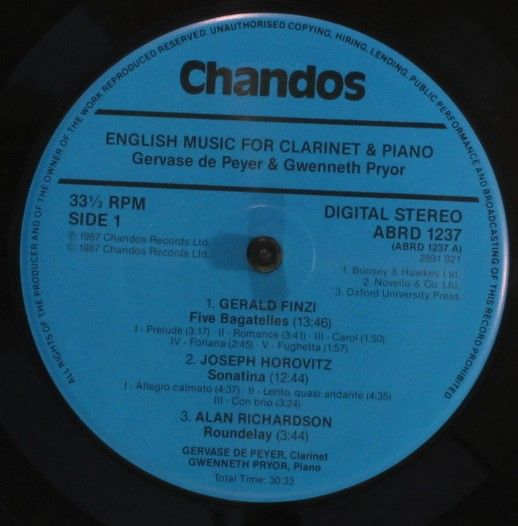 ALL RIGHTS OF THE PRODUCER AND OF THE OWNER OF THE WORK REPRODUCED RESERVED. UNAUTHORISED COPYING, HIRING, LENDING, PUBLIC PERFORMANCE AND BROADCASTING OF THIS RECORD PROHIBITED
Chandos
ENGLISH MUSIC FOR CLARINET & PIANO
Gervase de Peyer & Gwenneth Pryor
33⅓ RPM
SIDE 1
℗ 1987 Chandos Records Ltd.
© 1987 Chandos Records Ltd.
DIGITAL STEREO
ABRD 1237
(ABRD 1237 A)
2891 921
1. Boosey & Hawkes Ltd.
2. Novello & Co. Ltd.
3. Oxford University Press
1. GERALD FINZI
Five Bagatelles (13:46)
I - Prelude (3:17) II - Romance (3:41) III - Carol (1:50)
IV - Forlana (2:45) V - Fughetta (1:57)
2. JOSEPH HOROVITZ
Sonatina (12:44)
I - Allegro calmato (4:37) II - Lento, quasi andante (4:35)
III - Con brio (3:24)
3. ALAN RICHARDSON
Roundelay (3:44)
GERVASE DE PEYER, Clarinet
GWENNETH PRYOR, Piano
Total Time: 30:33